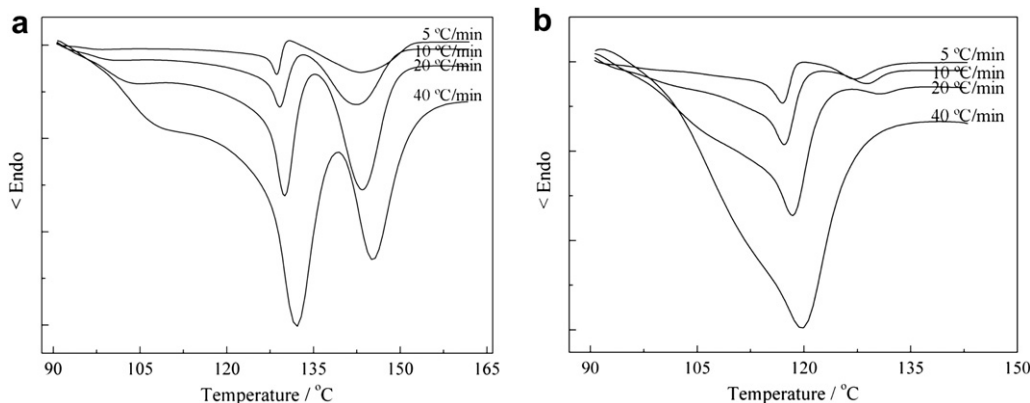 a
5 ºC/min
10 ºC/min
20 ºC/min
40 ºC/min
< Endo
90 105 120 135 150 165
Temperature / °C
b
5 ºC/min
10 ºC/min
20 ºC/min
40 ºC/min
< Endo
90 105 120 135 150
Temperature / °C